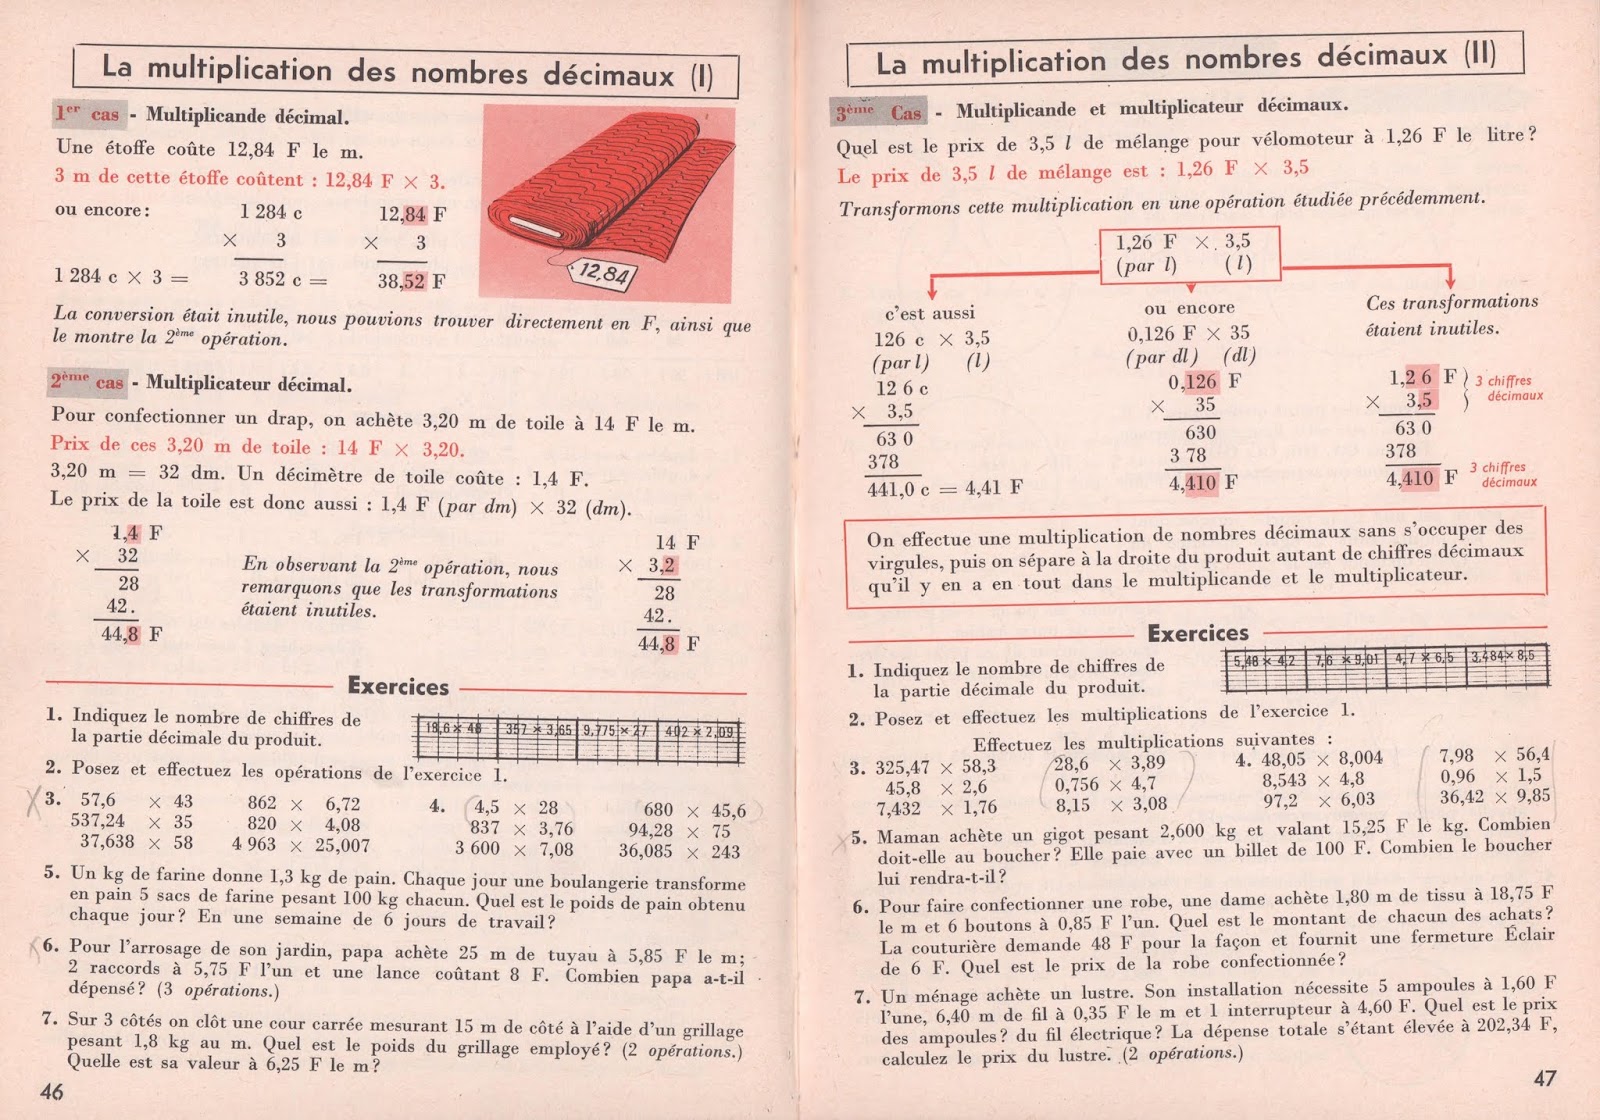 La multiplication des nombres décimaux (I)
1er cas - Multiplicande décimal.
Une étoffe coûte 12,84 F le m.
3 m de cette étoffe coûtent : 12,84 F × 3.
ou encore : 1 284 c 12,84 F
× 3 × 3
1 284 c × 3 = 3 852 c = 38,52 F
12,84
La conversion était inutile, nous pouvions trouver directement en F, ainsi que
le montre la 2ème opération.
2ème cas - Multiplicateur décimal.
Pour confectionner un drap, on achète 3,20 m de toile à 14 F le m.
Prix de ces 3,20 m de toile : 14 F × 3,20.
3,20 m = 32 dm. Un décimètre de toile coûte : 1,4 F.
Le prix de la toile est donc aussi : 1,4 F (par dm) × 32 (dm).
1,4 F
× 32
28
42.
44,8 F
En observant la 2ème opération, nous
remarquons que les transformations
étaient inutiles.
14 F
× 3,2
28
42.
44,8 F
Exercices
1. Indiquez le nombre de chiffres de
la partie décimale du produit.
18,6 × 48 357 × 3,65 9,775 × 27 402 × 2,09
2. Posez et effectuez les opérations de l'exercice 1.
3. 57,6 × 43 862 × 6,72 4. 4,5 × 28 680 × 45,6
537,24 × 35 820 × 4,08 837 × 3,76 94,28 × 75
37,638 × 58 4 963 × 25,007 3 600 × 7,08 36,085 × 243
5. Un kg de farine donne 1,3 kg de pain. Chaque jour une boulangerie transforme
en pain 5 sacs de farine pesant 100 kg chacun. Quel est le poids de pain obtenu
chaque jour? En une semaine de 6 jours de travail?
6. Pour l'arrosage de son jardin, papa achète 25 m de tuyau à 5,85 F le m;
2 raccords à 5,75 F l'un et une lance coûtant 8 F. Combien papa a-t-il
dépensé? (3 opérations.)
7. Sur 3 côtés on clôt une cour carrée mesurant 15 m de côté à l'aide d'un grillage
pesant 1,8 kg au m. Quel est le poids du grillage employé? (2 opérations.)
Quelle est sa valeur à 6,25 F le m?
46
La multiplication des nombres décimaux (II)
3ème Cas - Multiplicande et multiplicateur décimaux.
Quel est le prix de 3,5 l de mélange pour vélomoteur à 1,26 F le litre?
Le prix de 3,5 l de mélange est : 1,26 F × 3,5
Transformons cette multiplication en une opération étudiée précédemment.
1,26 F × 3,5
(par l) (l)
c'est aussi
126 c × 3,5
(par l) (l)
12 6 c
× 3,5
63 0
378
441,0 c = 4,41 F
ou encore
0,126 F × 35
(par dl) (dl)
0,126 F
× 35
630
3 78
4,410 F
Ces transformations
étaient inutiles.
1,2 6 F
× 3,5
3 chiffres
décimaux
63 0
378
4,410 F
3 chiffres
décimaux
On effectue une multiplication de nombres décimaux sans s'occuper des
virgules, puis on sépare à la droite du produit autant de chiffres décimaux
qu'il y en a en tout dans le multiplicande et le multiplicateur.
Exercices
1. Indiquez le nombre de chiffres de
la partie décimale du produit.
5,48 × 4,2 7,6 × 9,01 4,7 × 6,5 3,484 × 8,5
2. Posez et effectuez les multiplications de l'exercice 1.
Effectuez les multiplications suivantes :
3. 325,47 × 58,3 28,6 × 3,89 4. 48,05 × 8,004 7,98 × 56,4
45,8 × 2,6 0,756 × 4,7 8,543 × 4,8 0,96 × 1,5
7,432 × 1,76 8,15 × 3,08 97,2 × 6,03 36,42 × 9,85
5. Maman achète un gigot pesant 2,600 kg et valant 15,25 F le kg. Combien
doit-elle au boucher? Elle paie avec un billet de 100 F. Combien le boucher
lui rendra-t-il?
6. Pour faire confectionner une robe, une dame achète 1,80 m de tissu à 18,75 F
le m et 6 boutons à 0,85 F l'un. Quel est le montant de chacun des achats?
La couturière demande 48 F pour la façon et fournit une fermeture Éclair
de 6 F. Quel est le prix de la robe confectionnée?
7. Un ménage achète un lustre. Son installation nécessite 5 ampoules à 1,60 F
l'une, 6,40 m de fil à 0,35 F le m et 1 interrupteur à 4,60 F. Quel est le prix
des ampoules? du fil électrique? La dépense totale s'étant élevée à 202,34 F,
calculez le prix du lustre. (2 opérations.)
47